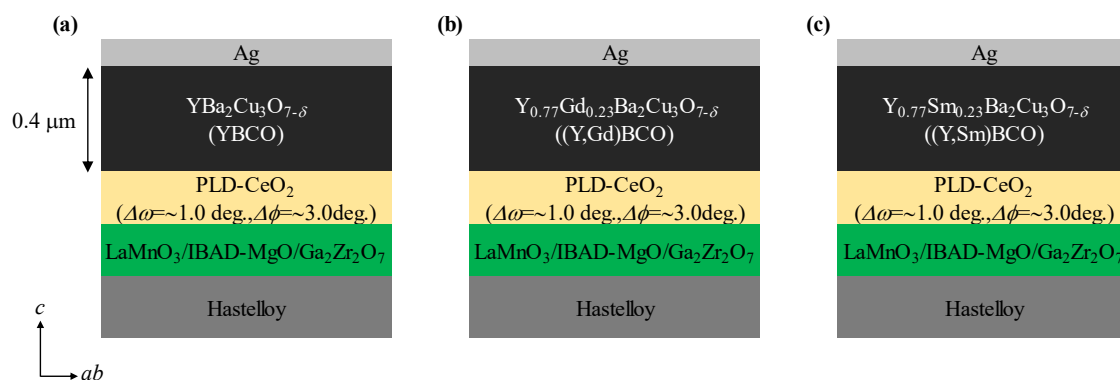 (a)
Ag
0.4 μm
YBa₂Cu₃O₇₋δ
(YBCO)
PLD-CeO₂
(Δω=~1.0 deg.,Δϕ=~3.0deg.)
LaMnO₃/IBAD-MgO/Ga₂Zr₂O₇
Hastelloy
c
ab
(b)
Ag
Y₀.₇₇Gd₀.₂₃Ba₂Cu₃O₇₋δ
((Y,Gd)BCO)
PLD-CeO₂
(Δω=~1.0 deg.,Δϕ=~3.0deg.)
LaMnO₃/IBAD-MgO/Ga₂Zr₂O₇
Hastelloy
(c)
Ag
Y₀.₇₇Sm₀.₂₃Ba₂Cu₃O₇₋δ
((Y,Sm)BCO)
PLD-CeO₂
(Δω=~1.0 deg.,Δϕ=~3.0deg.)
LaMnO₃/IBAD-MgO/Ga₂Zr₂O₇
Hastelloy